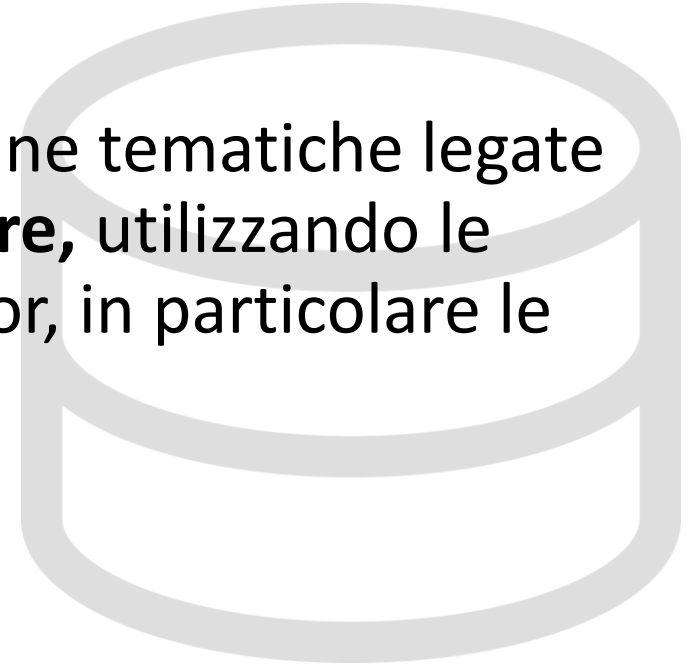 ne tematiche legate
re, utilizzando le
or, in particolare le